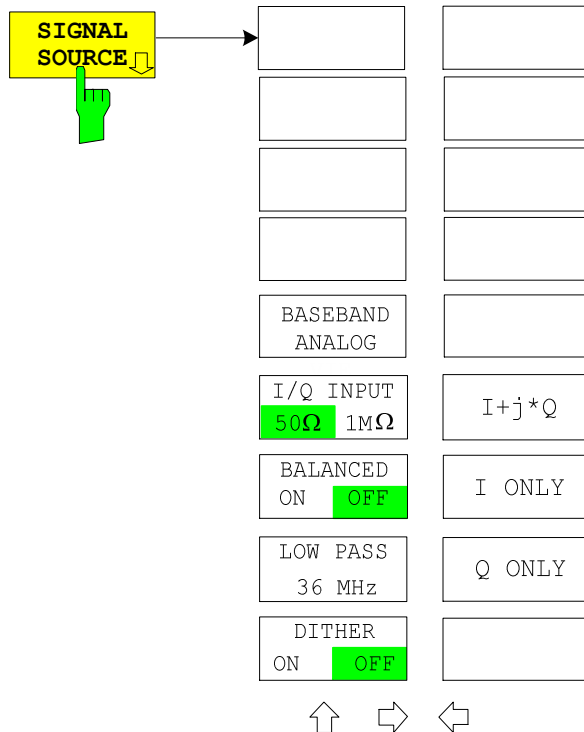 SIGNAL
SOURCE
BASEBAND
ANALOG
I/Q INPUT
50Ω 1MΩ
BALANCED
ON OFF
LOW PASS
36 MHz
DITHER
ON OFF
I+j*Q
I ONLY
Q ONLY